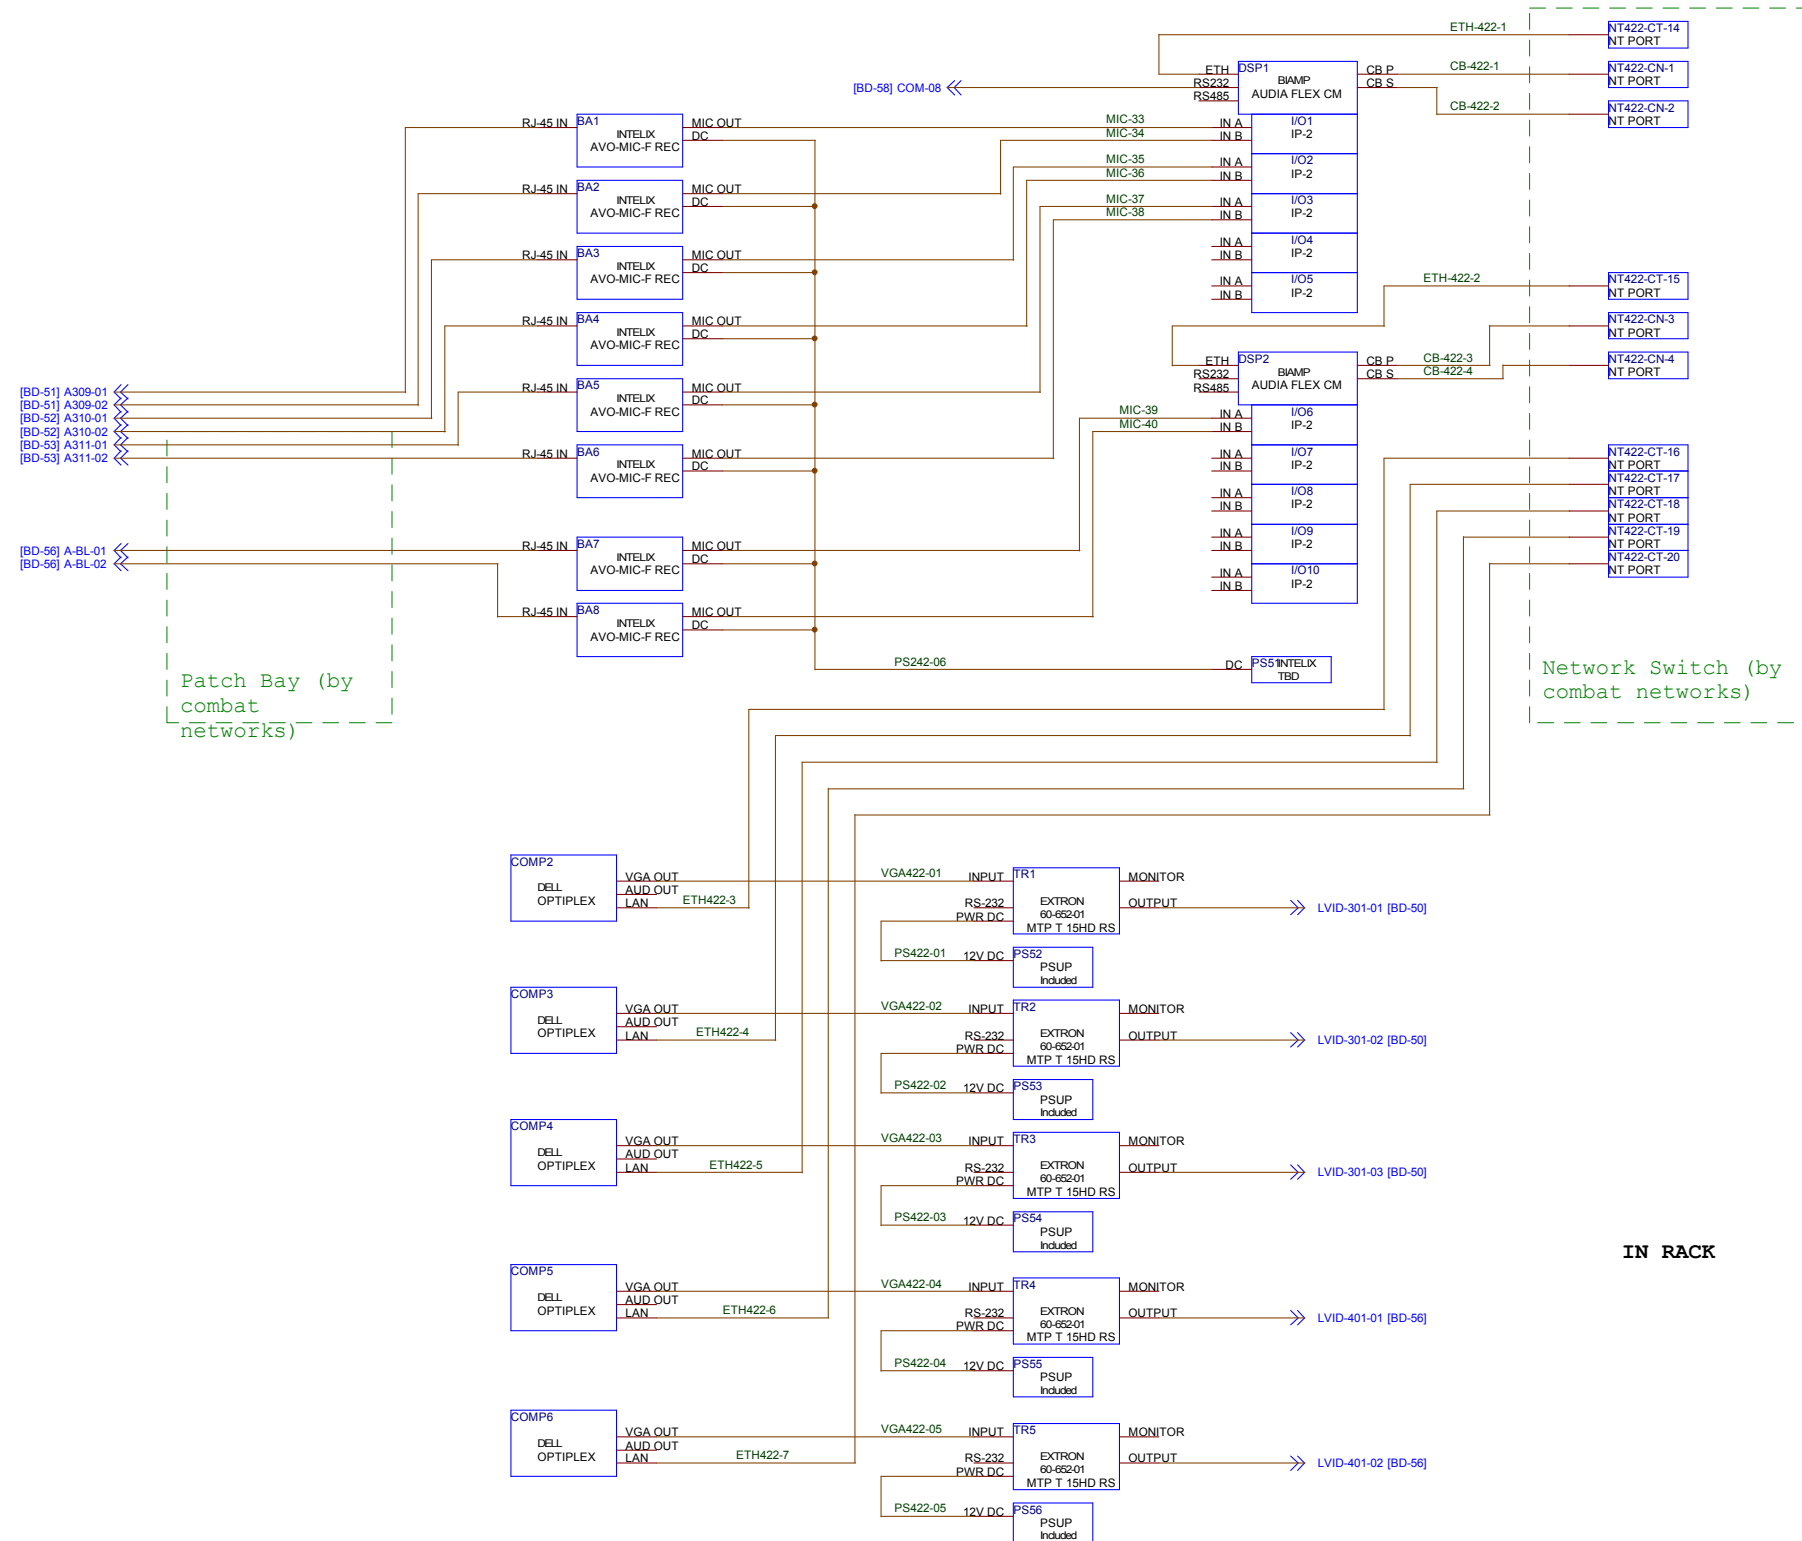 ETH-422-1
NT422-CT-14
NT PORT
ETH
DSP1
BIAMP
AUDIA FLEX CM
CB P
CB-422-1
NT422-CN-1
NT PORT
[BD-58] COM-08
RS232
RS485
CB S
CB-422-2
NT422-CN-2
NT PORT
RJ-45 IN
BA1
INTELIX
AVO-MIC-F REC
MIC OUT
DC
MIC-33
MIC-34
IN A
IN B
I/O1
IP-2
MIC-35
MIC-36
IN A
IN B
I/O2
IP-2
RJ-45 IN
BA2
INTELIX
AVO-MIC-F REC
MIC OUT
DC
MIC-37
MIC-38
IN A
IN B
I/O3
IP-2
RJ-45 IN
BA3
INTELIX
AVO-MIC-F REC
MIC OUT
DC
IN A
IN B
I/O4
IP-2
IN A
IN B
I/O5
IP-2
ETH-422-2
NT422-CT-15
NT PORT
RJ-45 IN
BA4
INTELIX
AVO-MIC-F REC
MIC OUT
DC
NT422-CN-3
NT PORT
ETH
RS232
RS485
DSP2
BIAMP
AUDIA FLEX CM
CB P
CB S
CB-422-3
CB-422-4
NT422-CN-4
NT PORT
[BD-51] A309-01
[BD-51] A309-02
[BD-52] A310-01
[BD-52] A310-02
[BD-53] A311-01
[BD-53] A311-02
RJ-45 IN
BA5
INTELIX
AVO-MIC-F REC
MIC OUT
DC
MIC-39
MIC-40
IN A
IN B
I/O6
IP-2
RJ-45 IN
BA6
INTELIX
AVO-MIC-F REC
MIC OUT
DC
IN A
IN B
I/O7
IP-2
NT422-CT-16
NT PORT
NT422-CT-17
NT PORT
NT422-CT-18
NT PORT
NT422-CT-19
NT PORT
NT422-CT-20
NT PORT
IN A
IN B
I/O8
IP-2
IN A
IN B
I/O9
IP-2
IN A
IN B
I/O10
IP-2
[BD-56] A-BL-01
[BD-56] A-BL-02
RJ-45 IN
BA7
INTELIX
AVO-MIC-F REC
MIC OUT
DC
RJ-45 IN
BA8
INTELIX
AVO-MIC-F REC
MIC OUT
DC
PS242-06
DC
PS51
INTELIX
TBD
Patch Bay (by
combat
networks)
Network Switch (by
combat networks)
COMP2
DELL
OPTIPLEX
VGA OUT
AUD OUT
LAN
ETH422-3
VGA422-01
INPUT
RS-232
PWR DC
TR1
EXTRON
60-652-01
MTP T 15HD RS
MONITOR
OUTPUT
LVID-301-01 [BD-50]
PS422-01
12V DC
PS52
PSUP
Included
COMP3
DELL
OPTIPLEX
VGA OUT
AUD OUT
LAN
ETH422-4
VGA422-02
INPUT
RS-232
PWR DC
TR2
EXTRON
60-652-01
MTP T 15HD RS
MONITOR
OUTPUT
LVID-301-02 [BD-50]
PS422-02
12V DC
PS53
PSUP
Included
COMP4
DELL
OPTIPLEX
VGA OUT
AUD OUT
LAN
ETH422-5
VGA422-03
INPUT
RS-232
PWR DC
TR3
EXTRON
60-652-01
MTP T 15HD RS
MONITOR
OUTPUT
LVID-301-03 [BD-50]
PS422-03
12V DC
PS54
PSUP
Included
IN RACK
COMP5
DELL
OPTIPLEX
VGA OUT
AUD OUT
LAN
ETH422-6
VGA422-04
INPUT
RS-232
PWR DC
TR4
EXTRON
60-652-01
MTP T 15HD RS
MONITOR
OUTPUT
LVID-401-01 [BD-56]
PS422-04
12V DC
PS55
PSUP
Included
COMP6
DELL
OPTIPLEX
VGA OUT
AUD OUT
LAN
ETH422-7
VGA422-05
INPUT
RS-232
PWR DC
TR5
EXTRON
60-652-01
MTP T 15HD RS
MONITOR
OUTPUT
LVID-401-02 [BD-56]
PS422-05
12V DC
PS56
PSUP
Included